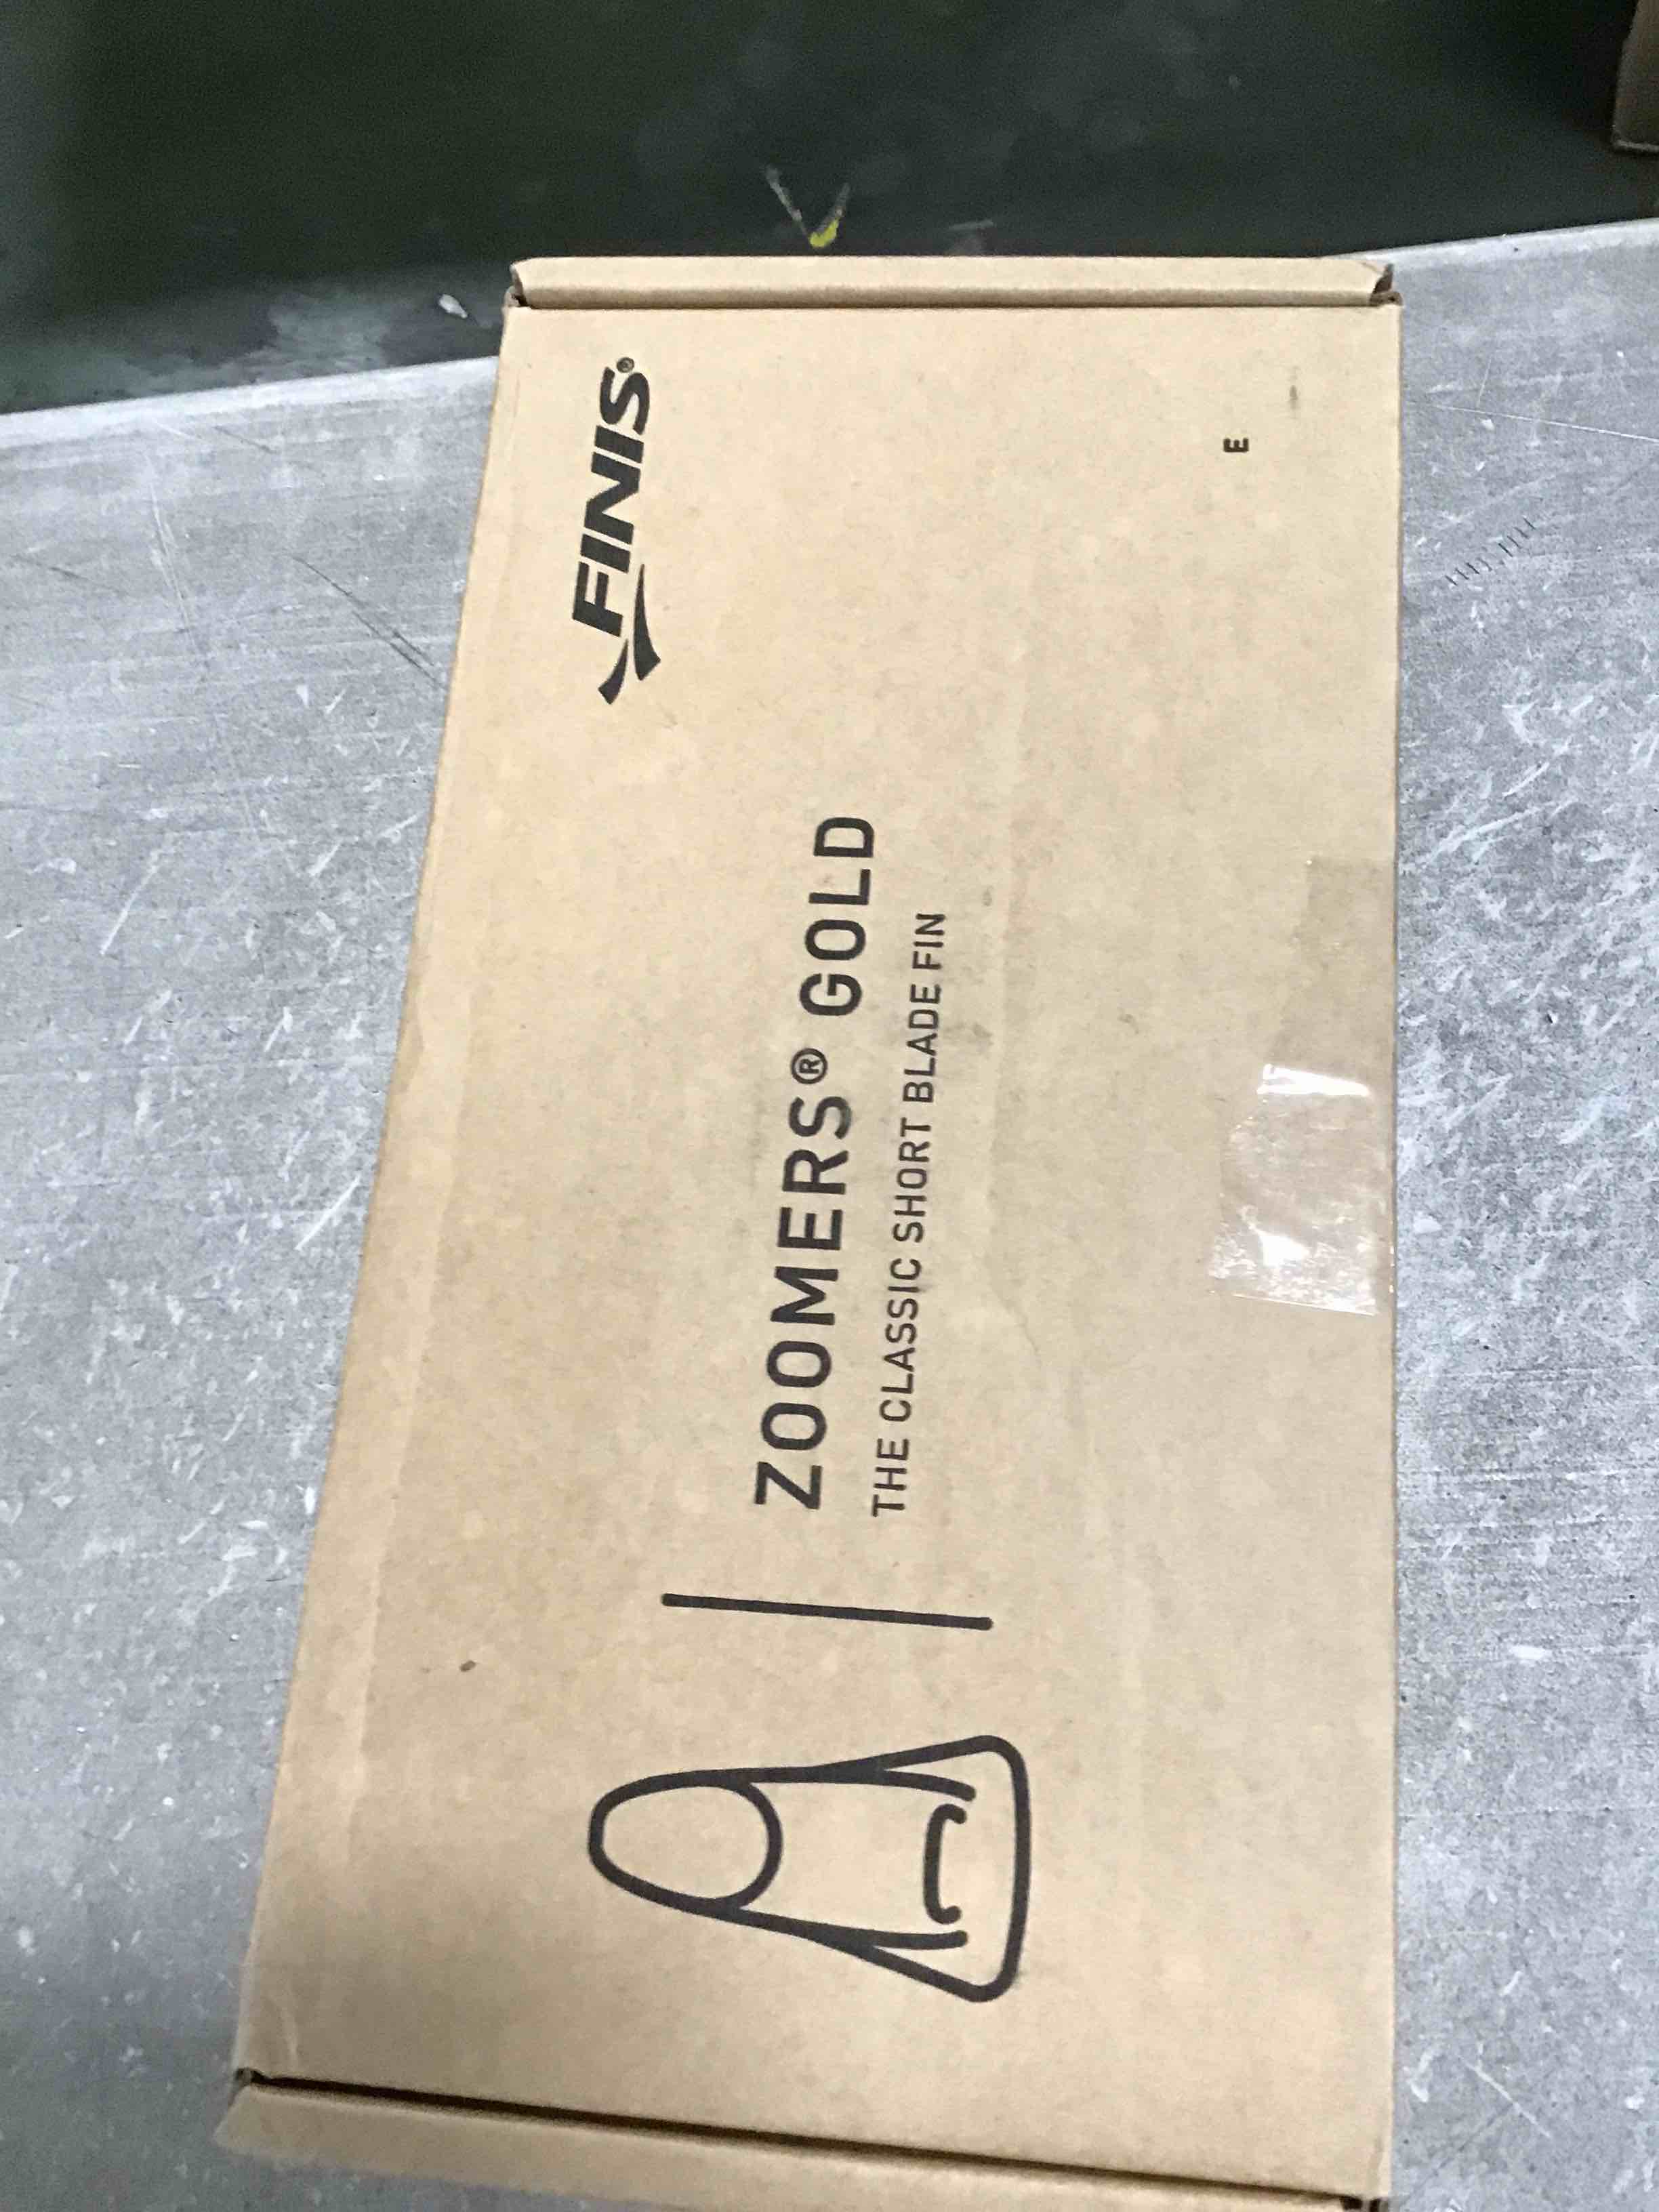 FINIS®
ZOOMERS® GOLD
THE CLASSIC SHORT BLADE FIN
E